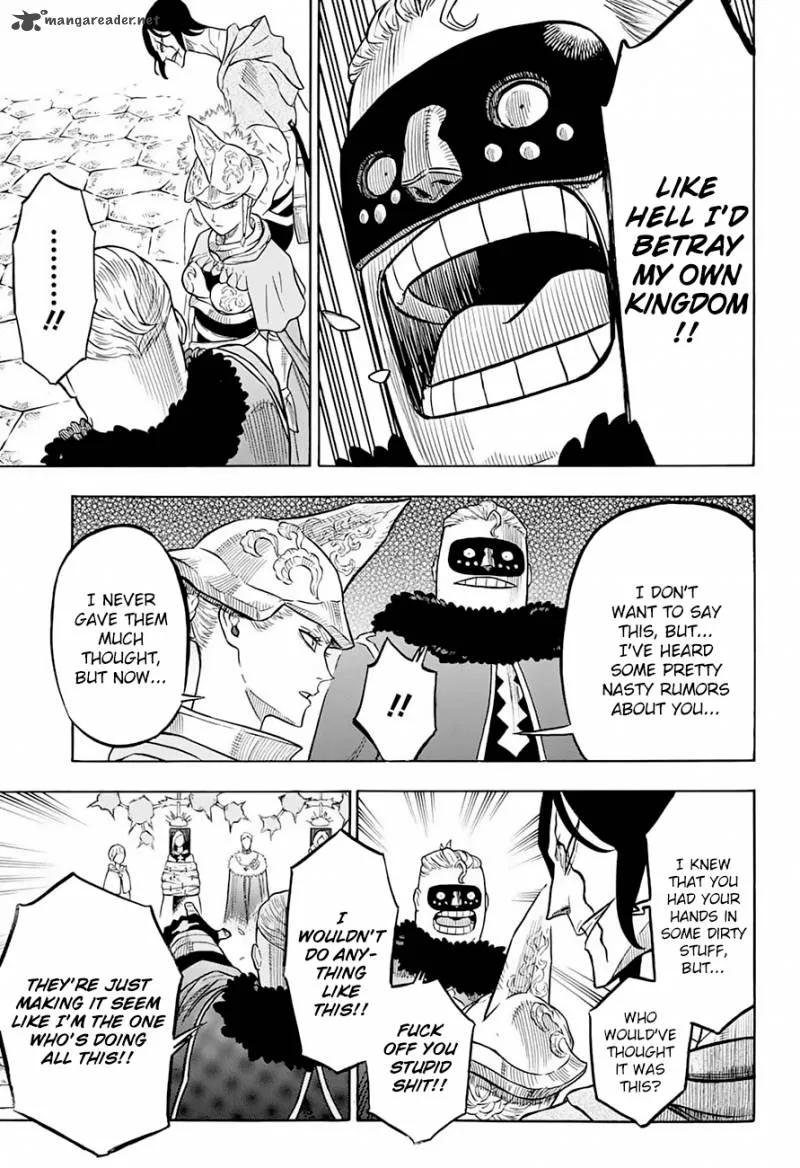 mangareader.net
LIKE
HELL I'D
BETRAY
MY OWN
KINGDOM
!!
........!!
I DON'T
WANT TO SAY
THIS, BUT...
I'VE HEARD
SOME PRETTY
NASTY RUMORS
ABOUT YOU...
!!
I NEVER
GAVE THEM
MUCH
THOUGHT,
BUT NOW...
I KNEW
THAT YOU
HAD YOUR
HANDS IN
SOME DIRTY
STUFF,
BUT...
WHO
WOULD'VE
THOUGHT
IT WAS
THIS?
FUCK
OFF YOU
STUPID
SHIT!!
I
WOULDN'T
DO ANY-
THING
LIKE
THIS!!
THEY'RE JUST
MAKING IT SEEM
LIKE I'M THE ONE
WHO'S DOING
ALL THIS!!